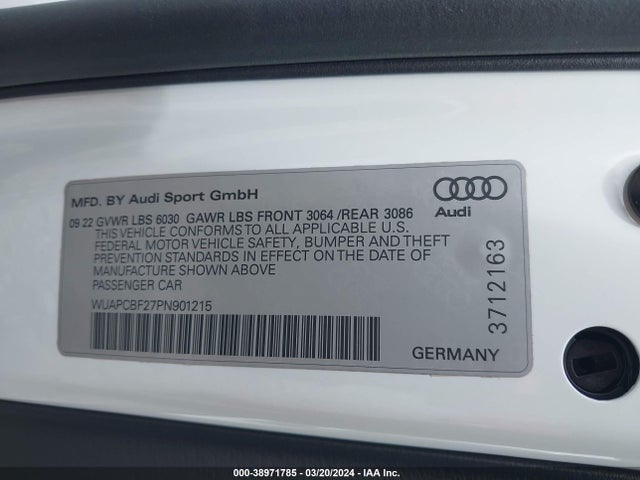 MFD. BY Audi Sport GmbH
Audi
09 22 GVWR LBS 6030 GAWR LBS FRONT 3064 /REAR 3086
THIS VEHICLE CONFORMS TO ALL APPLICABLE U.S.
FEDERAL MOTOR VEHICLE SAFETY, BUMPER AND THEFT
PREVENTION STANDARDS IN EFFECT ON THE DATE OF
MANUFACTURE SHOWN ABOVE
PASSENGER CAR
WUAPCBF27PN901215
3712163
GERMANY
000-38971785 — 03/20/2024 — IAA Inc.